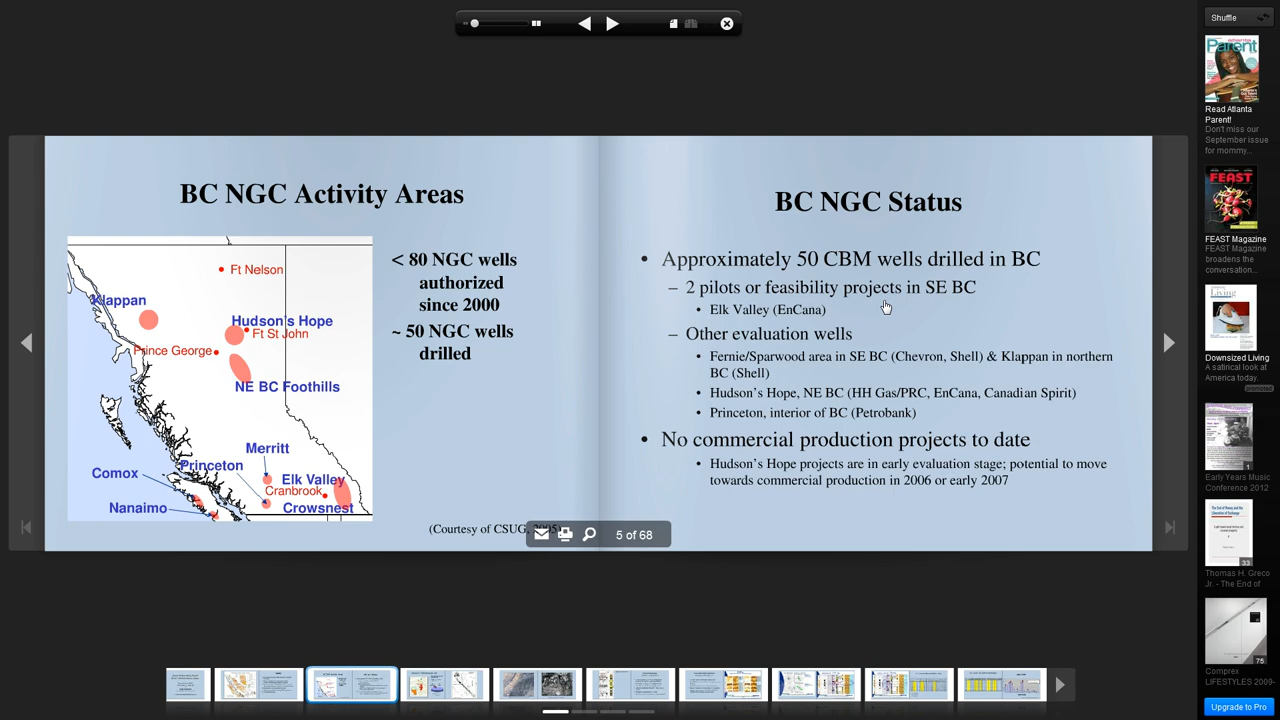 BC NGC Activity Areas
Ft Nelson
Klappan
Hudson's Hope
Ft St John
Prince George
NE BC Foothills
Merritt
Princeton
Comox
Elk Valley
Cranbrook
Nanaimo
Crowsnest
< 80 NGC wells
authorized
since 2000
~ 50 NGC wells
drilled
(Courtesy of CSUG
BC NGC Status
• Approximately 50 CBM wells drilled in BC
– 2 pilots or feasibility projects in SE BC
• Elk Valley (EnCana)
– Other evaluation wells
• Fernie/Sparwood area in SE BC (Chevron, Shell) & Klappan in northern
BC (Shell)
• Hudson's Hope, NE BC (HH Gas/PRC, EnCana, Canadian Spirit)
• Princeton, interior of BC (Petrobank)
• No commercial production projects to date
• Hudson's Hope projects are in early evaluation stage; potential to move
towards commercial production in 2006 or early 2007
5 of 68
Shuffle
Parent
Read Atlanta
Parent!
Don't miss our
September issue
for mommy...
FEAST
FEAST Magazine
FEAST Magazine
broadens the
conversation...
Living
Downsized Living
A satirical look at
America today.
promoted
1
Early Years Music
Conference 2012
33
Thomas H. Greco
Jr. - The End of
75
Comprex
LIFESTYLES 2009-
Upgrade to Pro